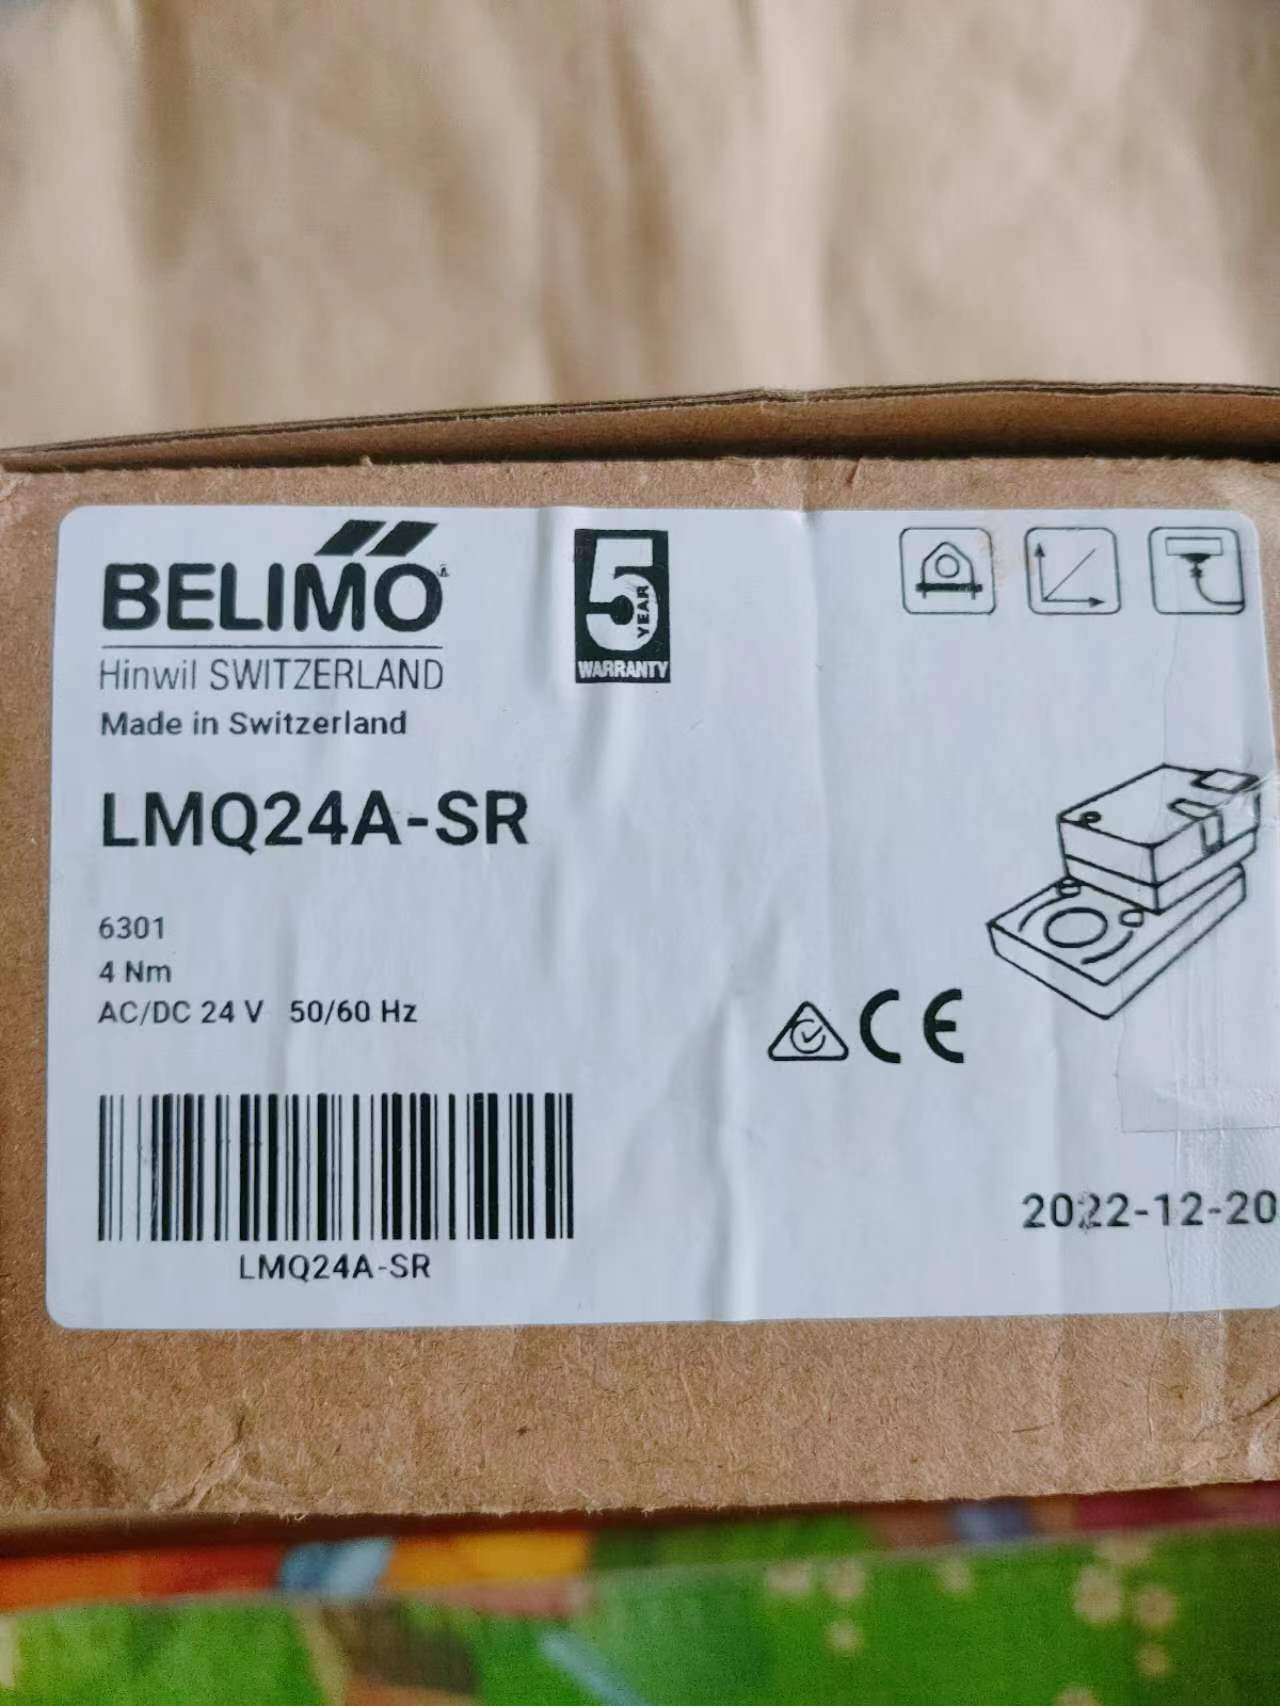 BELIMO
Hinwil SWITZERLAND
Made in Switzerland
5
YEAR
WARRANTY
LMQ24A-SR
6301
4 Nm
AC/DC 24 V 50/60 Hz
CE
LMQ24A-SR
2022-12-20